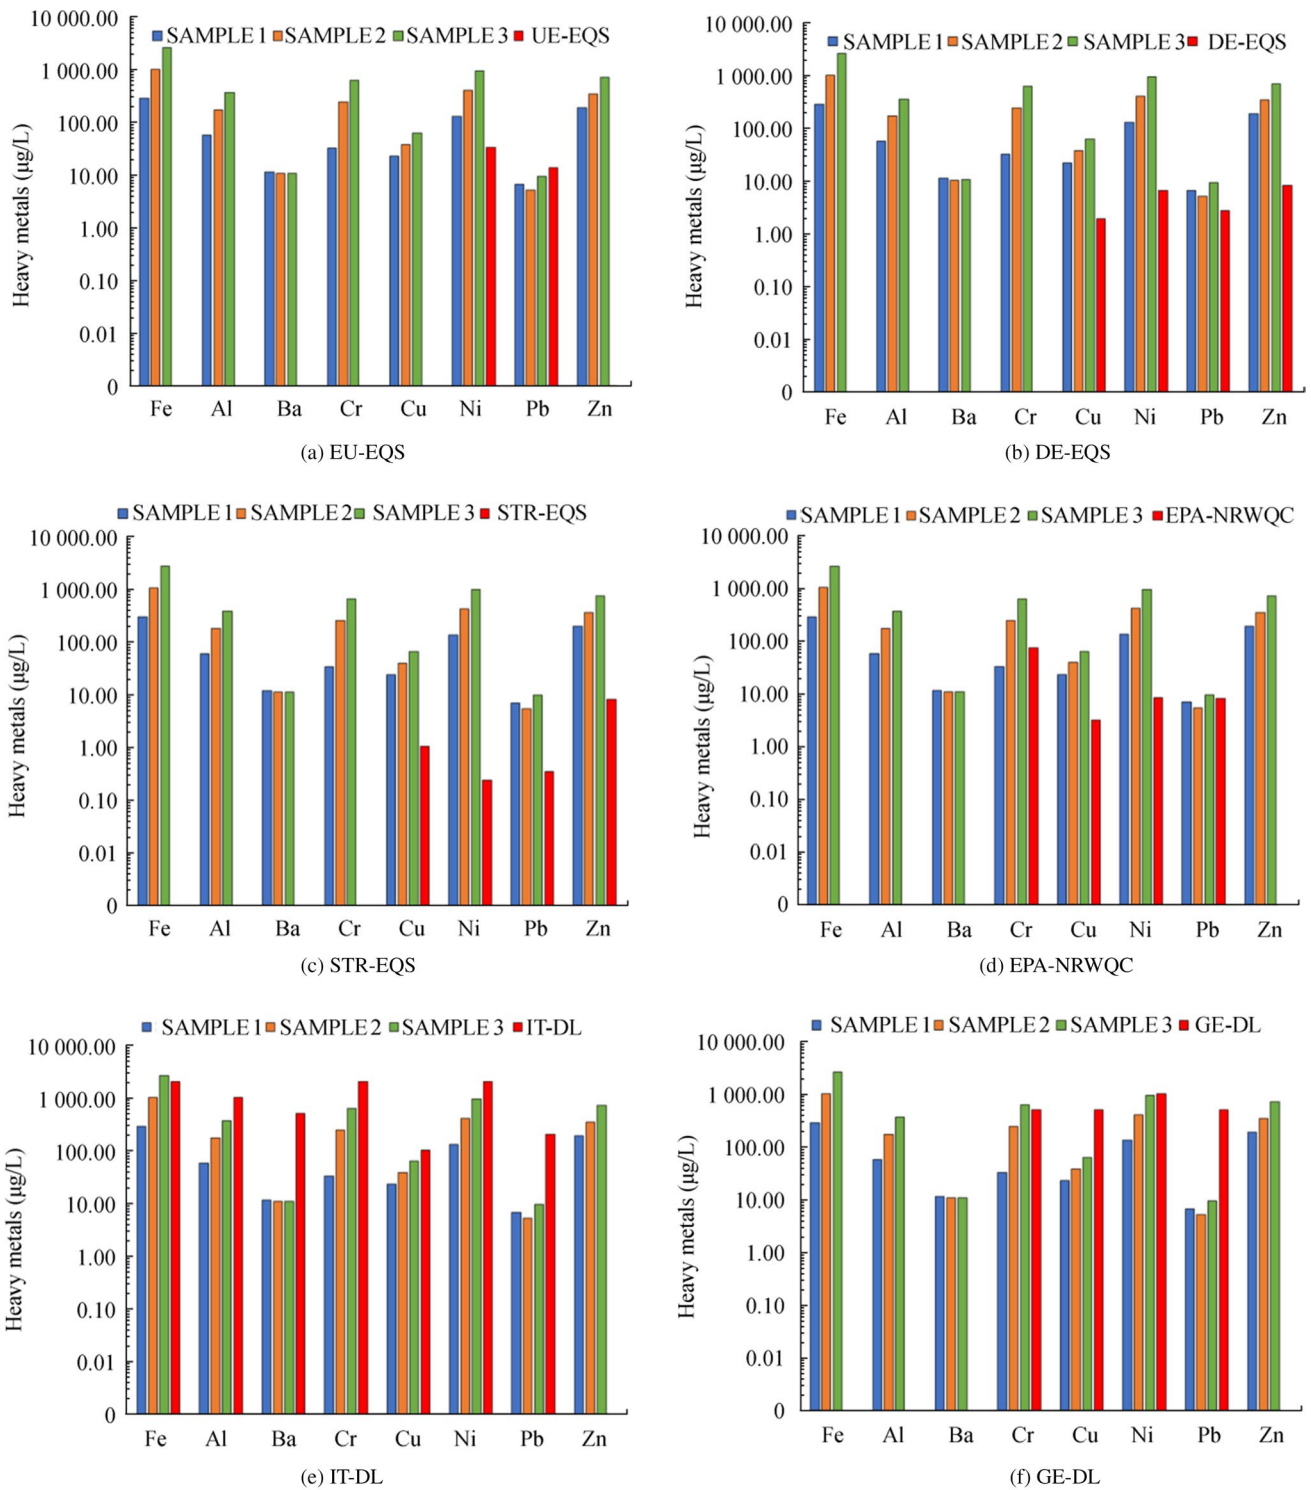 SAMPLE 1 SAMPLE 2 SAMPLE 3 UE-EQS
Heavy metals (µg/L)
10 000.00
1 000.00
100.00
10.00
1.00
0.10
0.01
0
Fe Al Ba Cr Cu Ni Pb Zn
(a) EU-EQS
SAMPLE 1 SAMPLE 2 SAMPLE 3 DE-EQS
Heavy metals (µg/L)
10 000.00
1 000.00
100.00
10.00
1.00
0.10
0.01
0
Fe Al Ba Cr Cu Ni Pb Zn
(b) DE-EQS
SAMPLE 1 SAMPLE 2 SAMPLE 3 STR-EQS
Heavy metals (µg/L)
10 000.00
1 000.00
100.00
10.00
1.00
0.10
0.01
0
Fe Al Ba Cr Cu Ni Pb Zn
(c) STR-EQS
SAMPLE 1 SAMPLE 2 SAMPLE 3 EPA-NRWQC
Heavy metals (µg/L)
10 000.00
1 000.00
100.00
10.00
1.00
0.10
0.01
0
Fe Al Ba Cr Cu Ni Pb Zn
(d) EPA-NRWQC
SAMPLE 1 SAMPLE 2 SAMPLE 3 IT-DL
Heavy metals (µg/L)
10 000.00
1 000.00
100.00
10.00
1.00
0.10
0.01
0
Fe Al Ba Cr Cu Ni Pb Zn
(e) IT-DL
SAMPLE 1 SAMPLE 2 SAMPLE 3 GE-DL
Heavy metals (µg/L)
10 000.00
1 000.00
100.00
10.00
1.00
0.10
0.01
0
Fe Al Ba Cr Cu Ni Pb Zn
(f) GE-DL